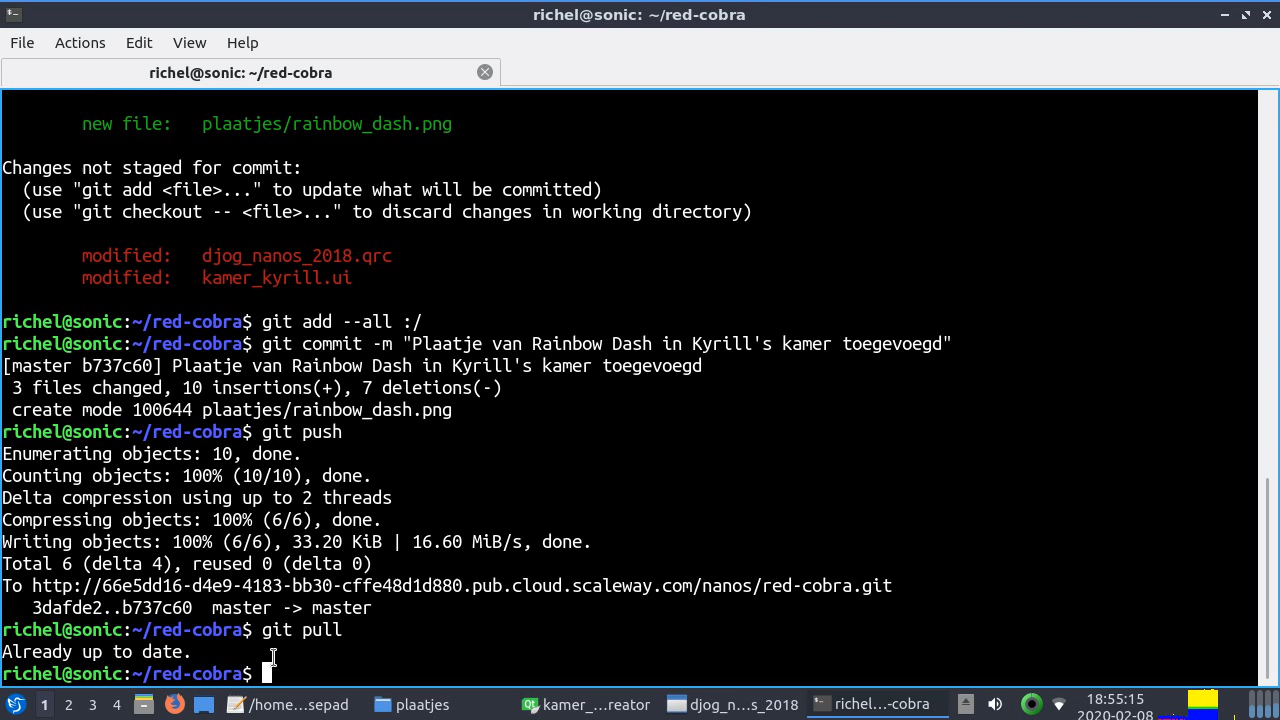 richel@sonic: ~/red-cobra
File Actions Edit View Help
richel@sonic: ~/red-cobra
new file: plaatjes/rainbow_dash.png
Changes not staged for commit:
(use "git add <file>..." to update what will be committed)
(use "git checkout -- <file>..." to discard changes in working directory)
modified: djog_nanos_2018.qrc
modified: kamer_kyrill.ui
richel@sonic:~/red-cobra$ git add --all :/
richel@sonic:~/red-cobra$ git commit -m "Plaatje van Rainbow Dash in Kyrill's kamer toegevoegd"
[master b737c60] Plaatje van Rainbow Dash in Kyrill's kamer toegevoegd
3 files changed, 10 insertions(+), 7 deletions(-)
create mode 100644 plaatjes/rainbow_dash.png
richel@sonic:~/red-cobra$ git push
Enumerating objects: 10, done.
Counting objects: 100% (10/10), done.
Delta compression using up to 2 threads
Compressing objects: 100% (6/6), done.
Writing objects: 100% (6/6), 33.20 KiB | 16.60 MiB/s, done.
Total 6 (delta 4), reused 0 (delta 0)
To http://66e5dd16-d4e9-4183-bb30-cffe48d1d880.pub.cloud.scaleway.com/nanos/red-cobra.git
3dafde2..b737c60 master -> master
richel@sonic:~/red-cobra$ git pull
Already up to date.
richel@sonic:~/red-cobra$
1 2 3 4 /home...sepad plaatjes kamer_...reator djog_n...s_2018 richel...-cobra 18:55:15
2020-02-08